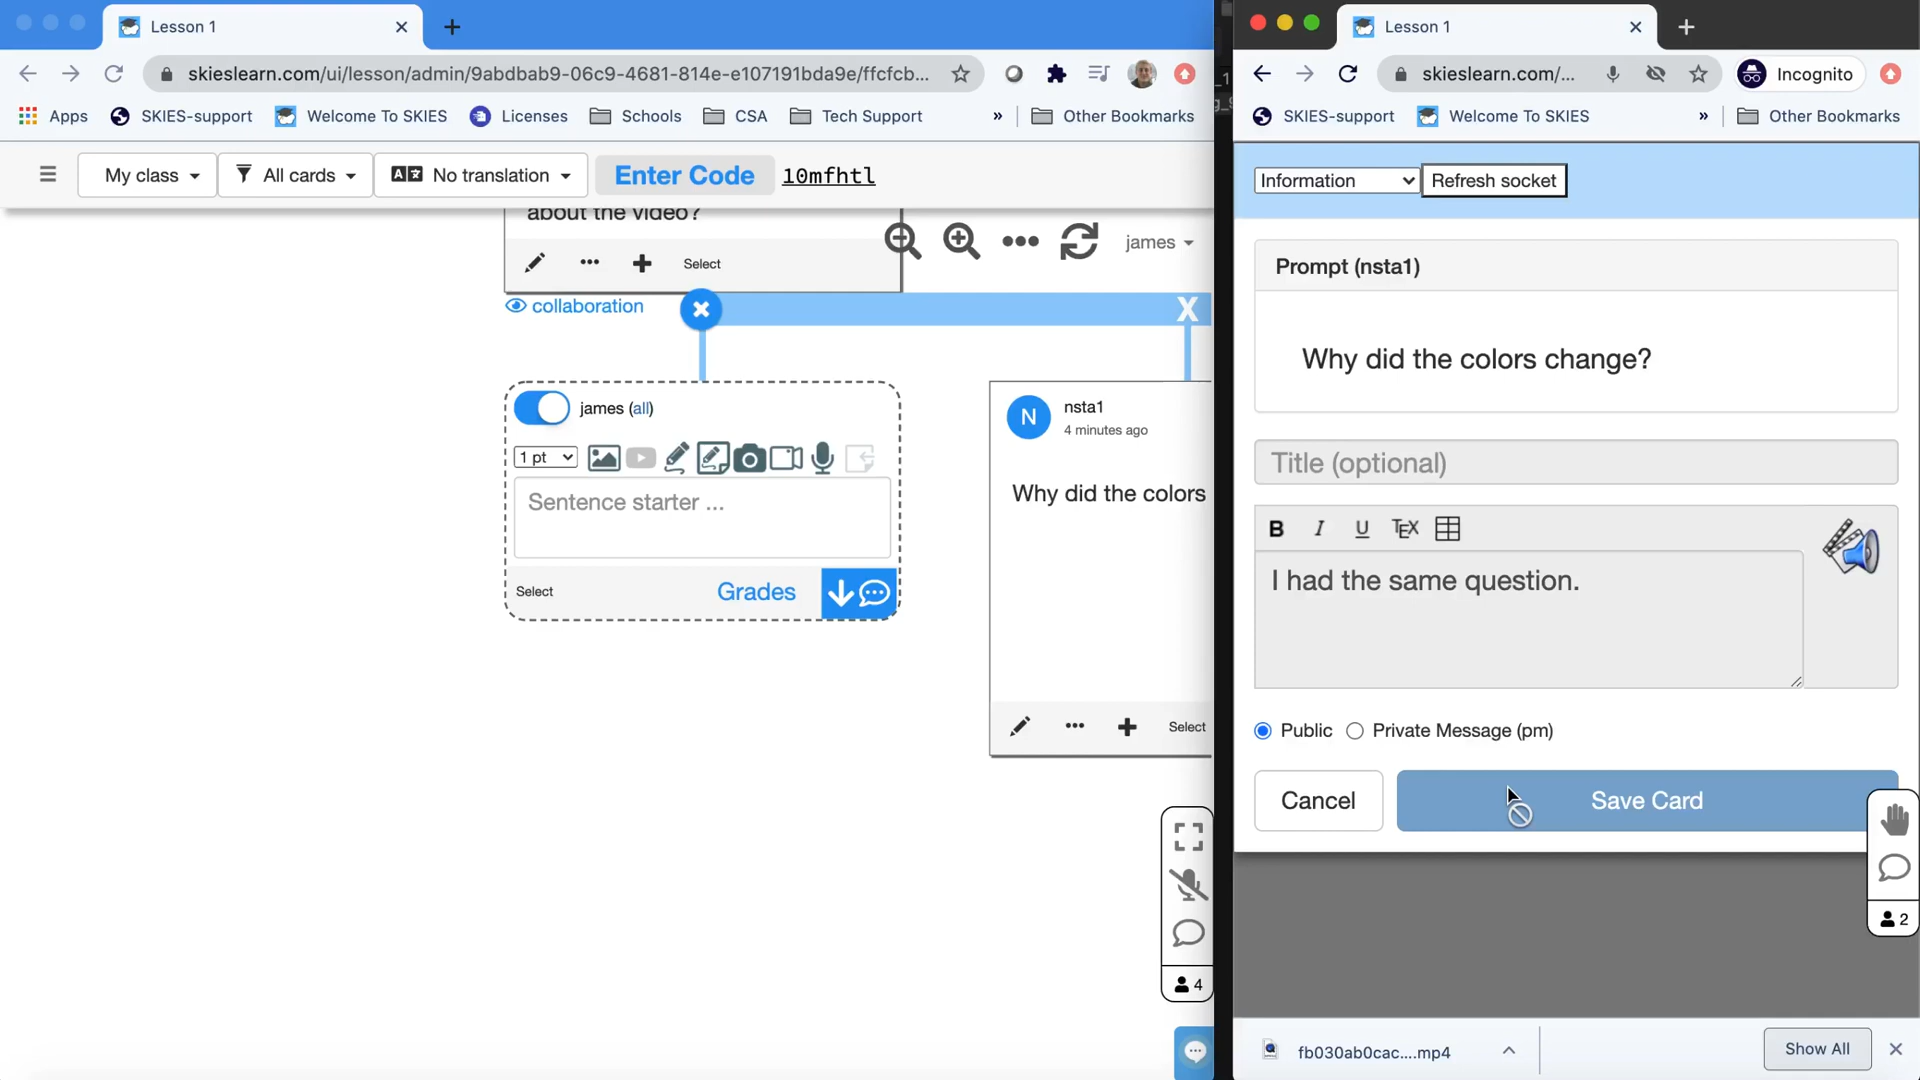 Lesson 1
skieslearn.com/ui/lesson/admin/9abdbab9-06c9-4681-814e-e107191bda9e/ffcfcb...
Apps
SKIES-support
Welcome To SKIES
Licenses
Schools
CSA
Tech Support
»
Other Bookmarks
My class
All cards
No translation
Enter Code
10mfhtl
about the video?
Select
james
collaboration
X
james (all)
1 pt
Sentence starter ...
Select
Grades
N
nsta1
4 minutes ago
Why did the colors
Select
4
Lesson 1
skieslearn.com/...
Incognito
SKIES-support
Welcome To SKIES
»
Other Bookmarks
Information
Refresh socket
Prompt (nsta1)
Why did the colors change?
Title (optional)
B I U TEX
I had the same question.
Public
Private Message (pm)
Cancel
Save Card
2
fb030ab0cac....mp4
Show All